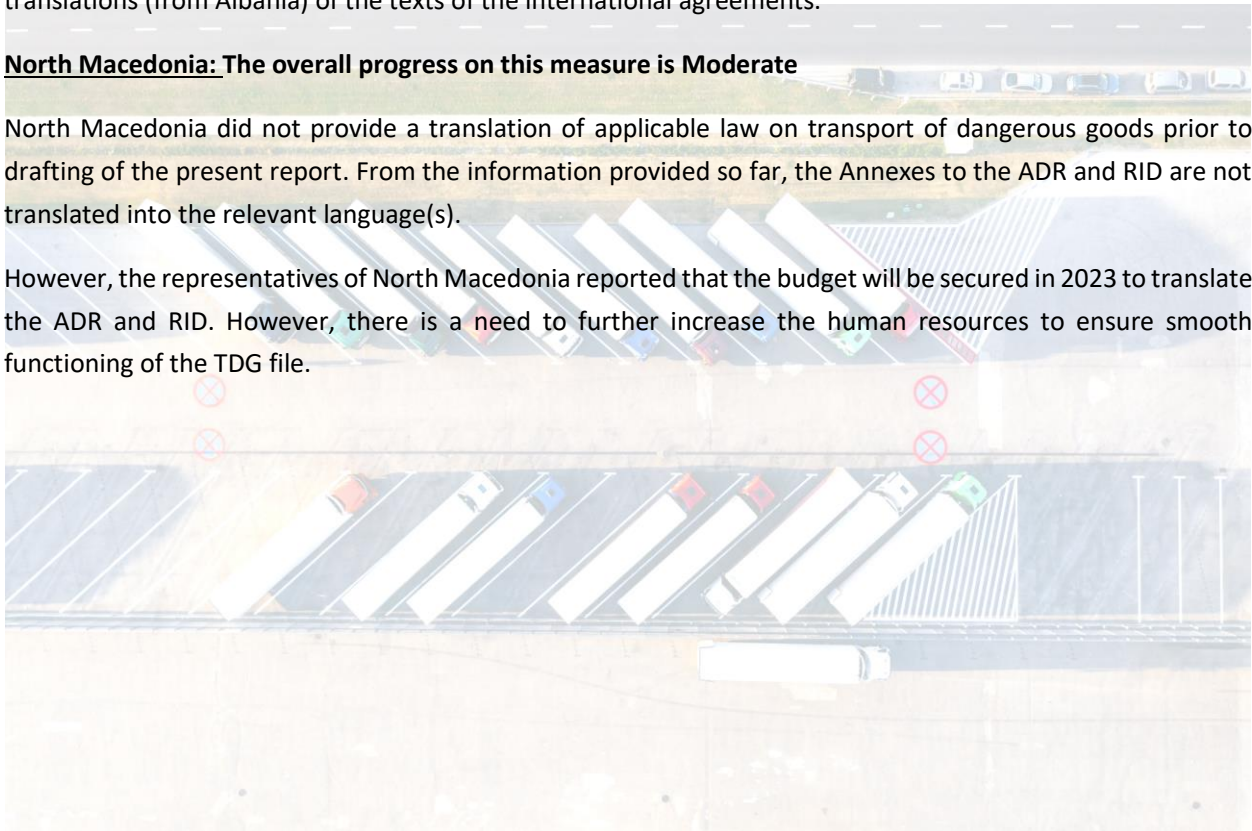 translations (from Albania) of the texts of the international agreements.
North Macedonia: The overall progress on this measure is Moderate
North Macedonia did not provide a translation of applicable law on transport of dangerous goods prior to
drafting of the present report. From the information provided so far, the Annexes to the ADR and RID are not
translated into the relevant language(s).
However, the representatives of North Macedonia reported that the budget will be secured in 2023 to translate
the ADR and RID. However, there is a need to further increase the human resources to ensure smooth
functioning of the TDG file.